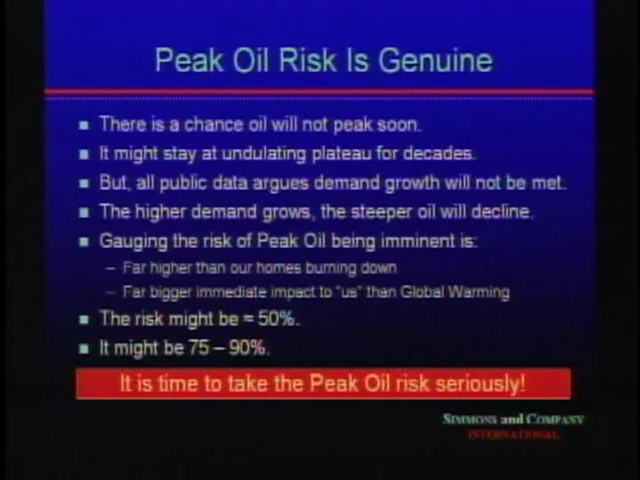 Peak Oil Risk Is Genuine
There is a chance oil will not peak soon.
It might stay at undulating plateau for decades.
But, all public data argues demand growth will not be met.
The higher demand grows, the steeper oil will decline.
Gauging the risk of Peak Oil being imminent is:
– Far higher than our homes burning down
– Far bigger immediate impact to "us" than Global Warming
The risk might be ≈ 50%.
It might be 75 – 90%.
It is time to take the Peak Oil risk seriously!
SIMMONS and COMPANY
INTERNATIONAL